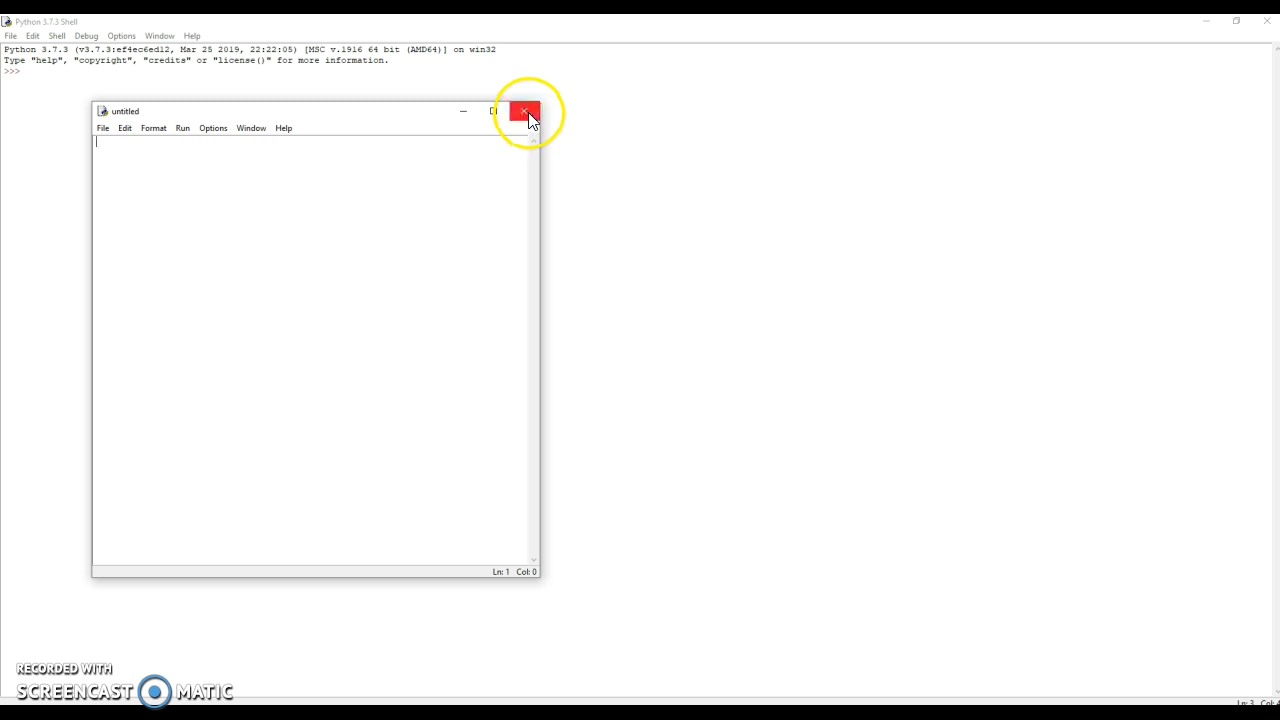 Python 3.7.3 Shell
File Edit Shell Debug Options Window Help
Python 3.7.3 (v3.7.3:ef4ec6ed12, Mar 25 2019, 22:22:05) [MSC v.1916 64 bit (AMD64)] on win32
Type "help", "copyright", "credits" or "license()" for more information.
>>>
untitled
File Edit Format Run Options Window Help
Ln: 1 Col: 0
RECORDED WITH
SCREENCAST MATIC
Ln: 3